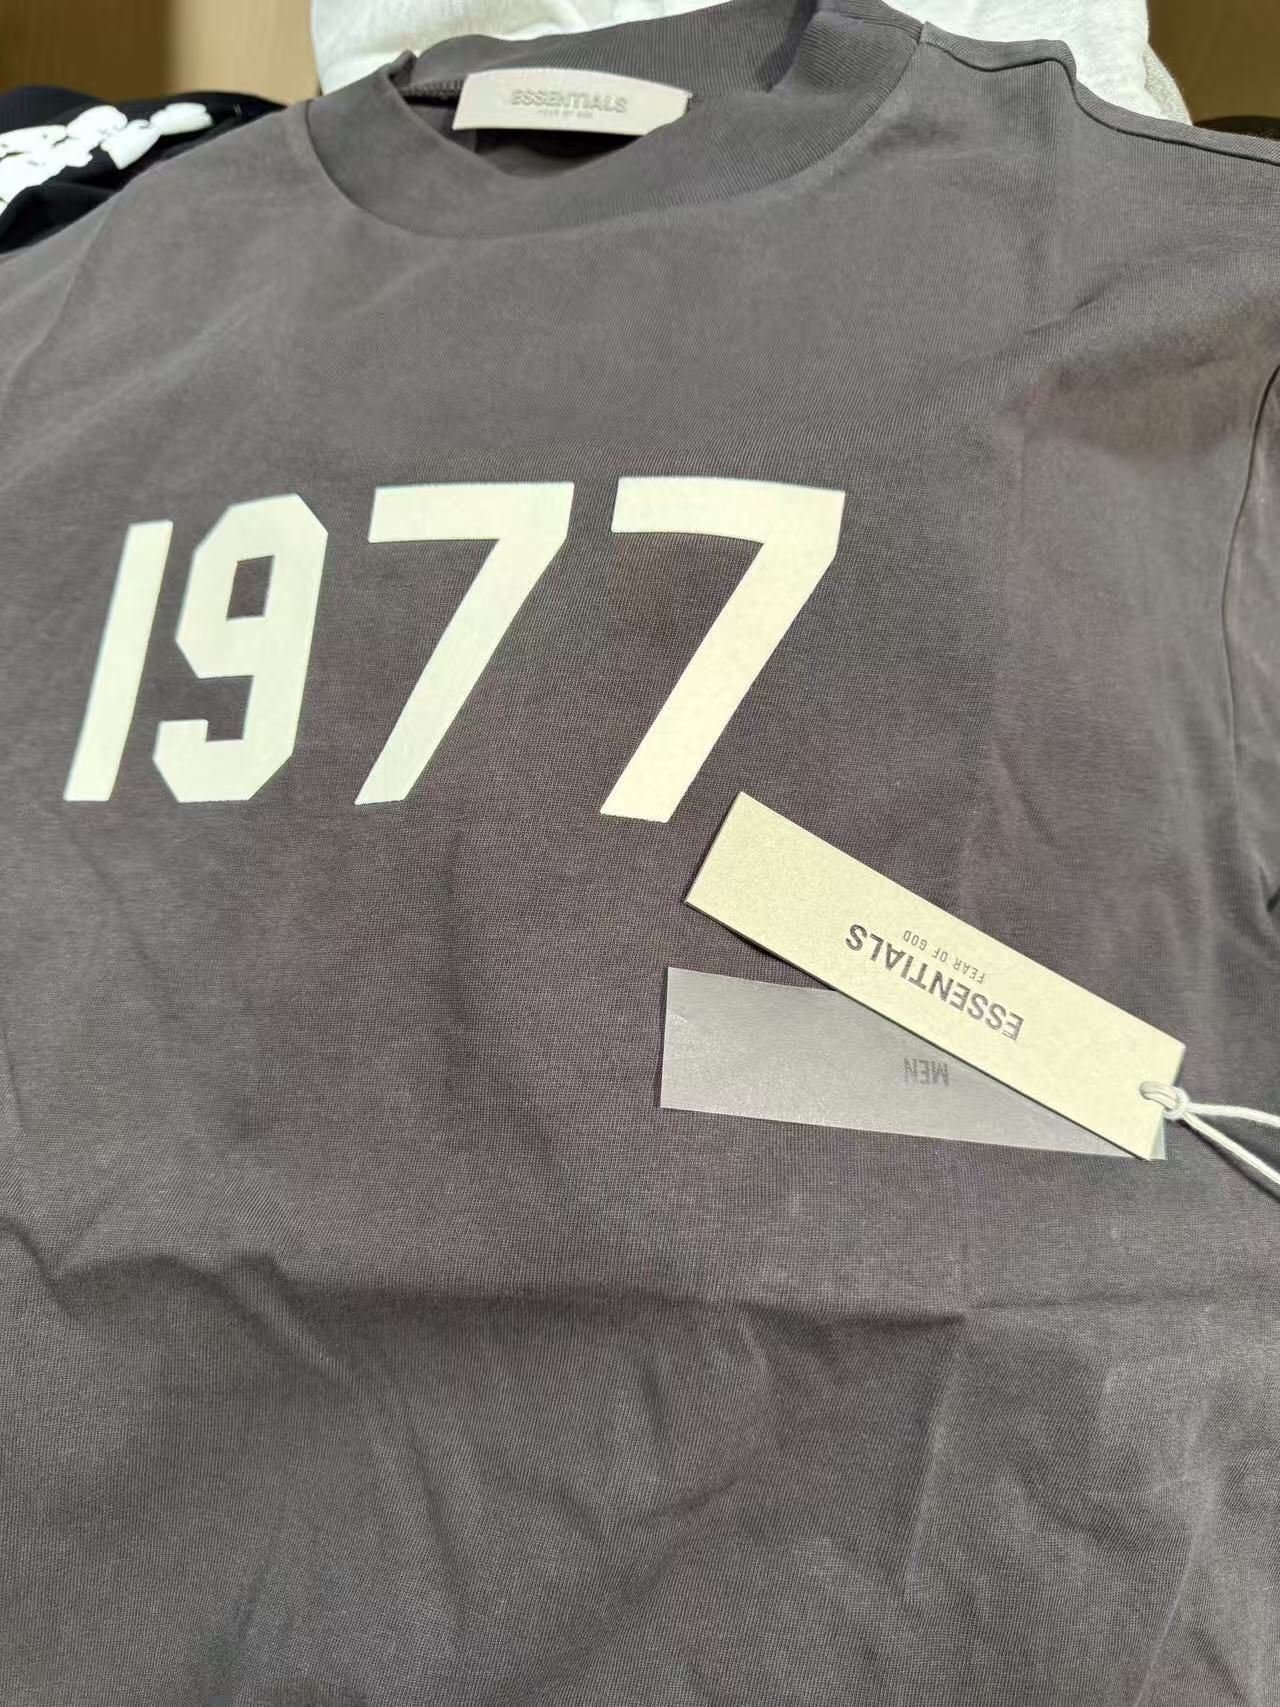 ESSENTIALS
FEAR OF GOD
1977
ESSENTIALS
FEAR OF GOD
MEN